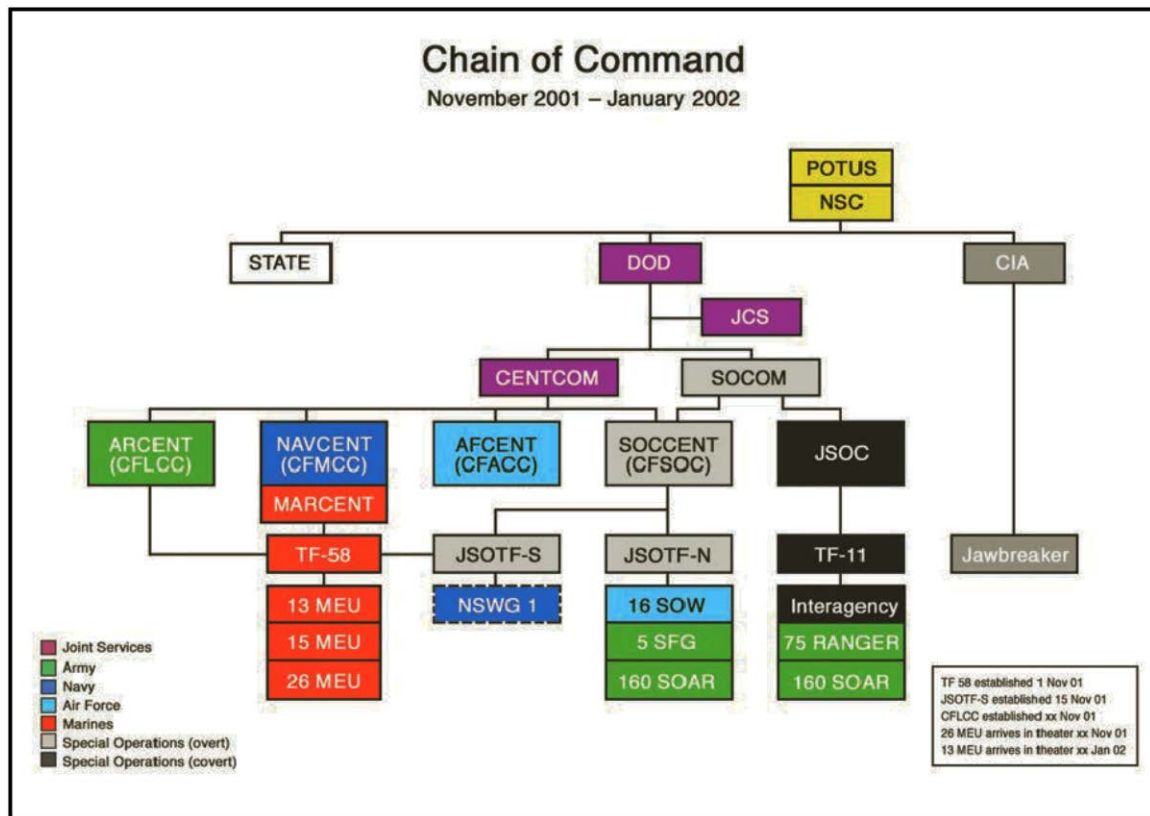 Chain of Command
November 2001 – January 2002
POTUS
NSC
STATE
DOD
CIA
JCS
CENTCOM
SOCOM
ARCENT
(CFLCC)
NAVCENT
(CFMCC)
MARCENT
AFCENT
(CFACC)
SOCCENT
(CFSOC)
JSOC
TF-58
JSOTF-S
JSOTF-N
TF-11
Jawbreaker
13 MEU
15 MEU
26 MEU
NSWG 1
16 SOW
5 SFG
160 SOAR
Interagency
75 RANGER
160 SOAR
Joint Services
Army
Navy
Air Force
Marines
Special Operations (overt)
Special Operations (covert)
TF 58 established 1 Nov 01
JSOTF-S established 15 Nov 01
CFLCC established xx Nov 01
26 MEU arrives in theater xx Nov 01
13 MEU arrives in theater xx Jan 02